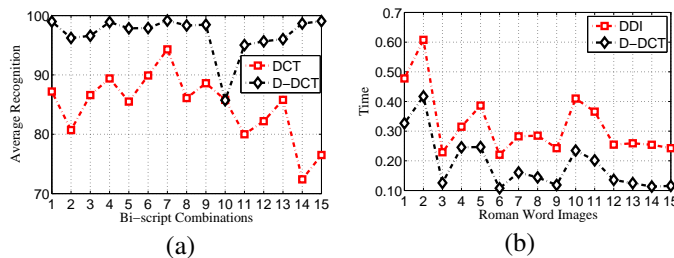 100
90
80
70
Average Recognition
DCT
D-DCT
1 2 3 4 5 6 7 8 9 10 11 12 13 14 15
Bi-script Combinations
(a)
0.7
0.60
0.50
0.40
0.30
0.20
0.10
Time
DDI
D-DCT
1 2 3 4 5 6 7 8 9 10 11 12 13 14 15
Roman Word Images
(b)